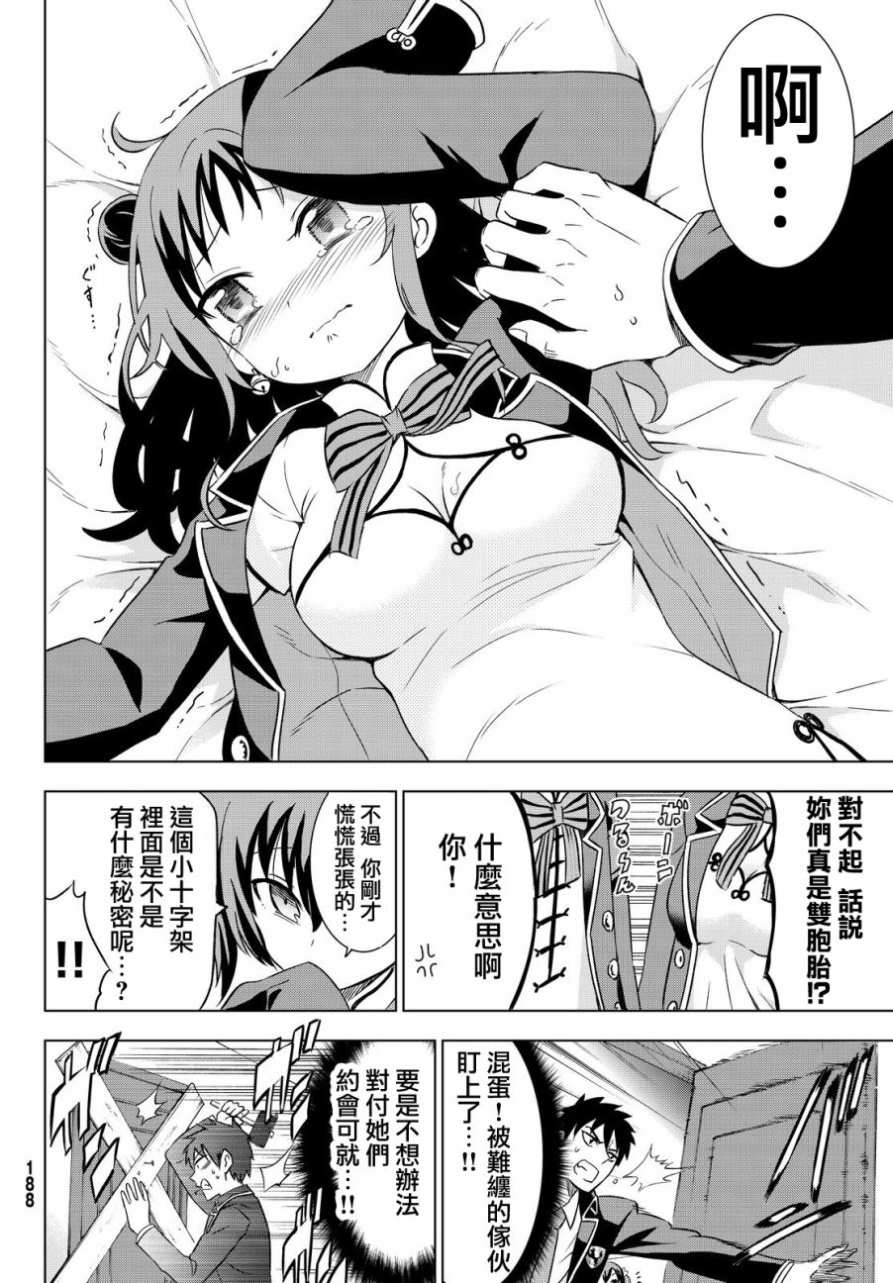 啊…
ぐす…
對不起 話説
妳們真是雙胞胎!?
ボーン
つる〜ん
什麼意思啊
你！
不過 你剛才
慌慌張張的…
這個小十字架
裡面是不是
有什麼秘密呢…?
!!
混蛋！被難纏的傢伙
盯上了…!!
要是不想辦法
對付她們
約會可就…!!
188